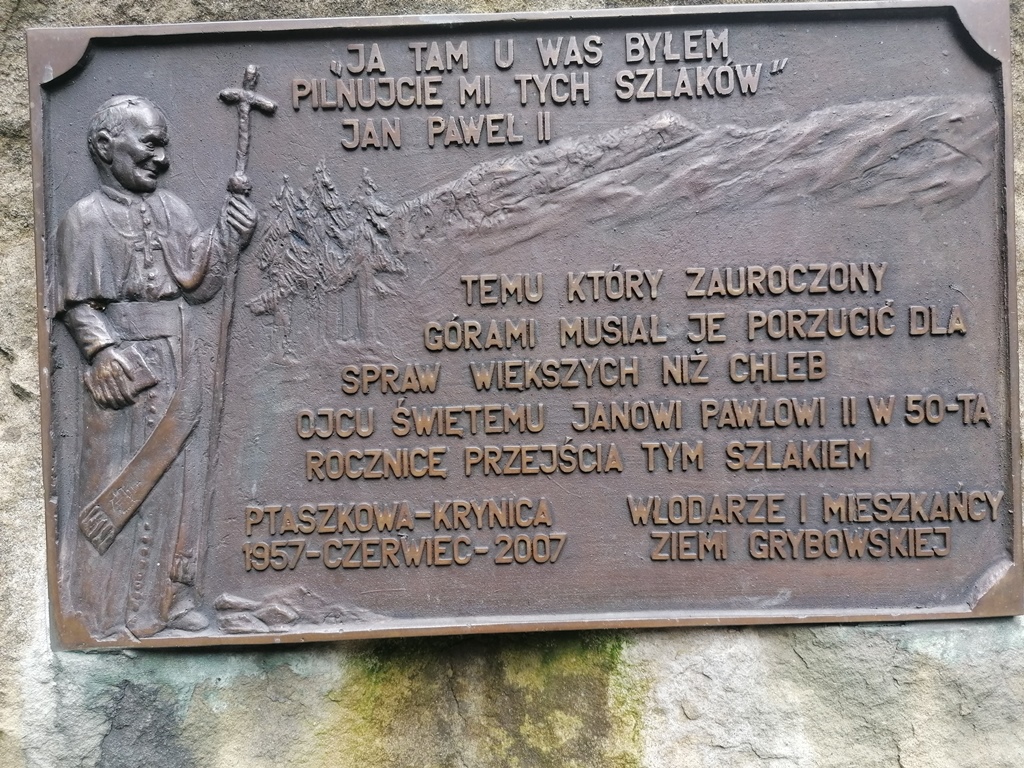 „JA TAM U WAS BYŁEM
PILNUJCIE MI TYCH SZLAKÓW"
JAN PAWEŁ II
TEMU KTÓRY ZAUROCZONY
GÓRAMI MUSIAŁ JE PORZUCIĆ DLA
SPRAW WIĘKSZYCH NIŻ CHLEB
OJCU ŚWIĘTEMU JANOWI PAWŁOWI II W 50-TĄ
ROCZNICĘ PRZEJŚCIA TYM SZLAKIEM
PTASZKOWA-KRYNICA
1957-CZERWIEC-2007
WŁODARZE I MIESZKAŃCY
ZIEMI GRYBOWSKIEJ